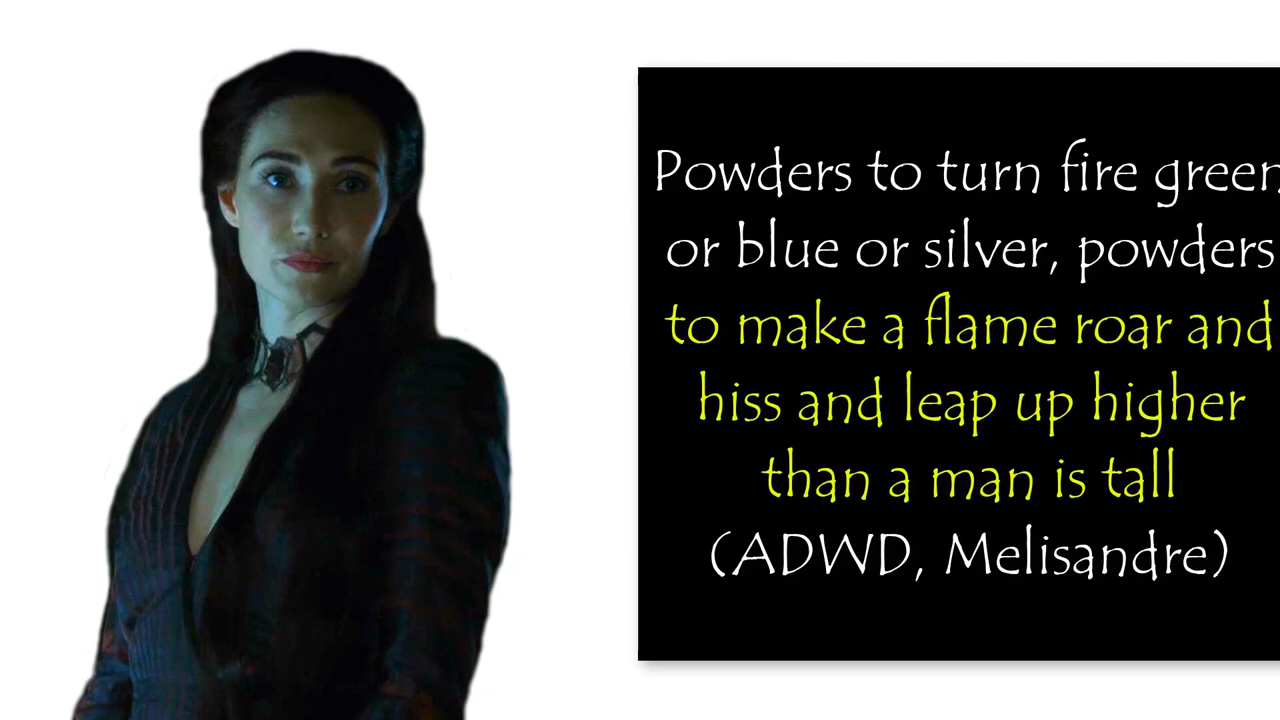 Powders to turn fire green
or blue or silver, powders
to make a flame roar and
hiss and leap up higher
than a man is tall
(ADWD, Melisandre)